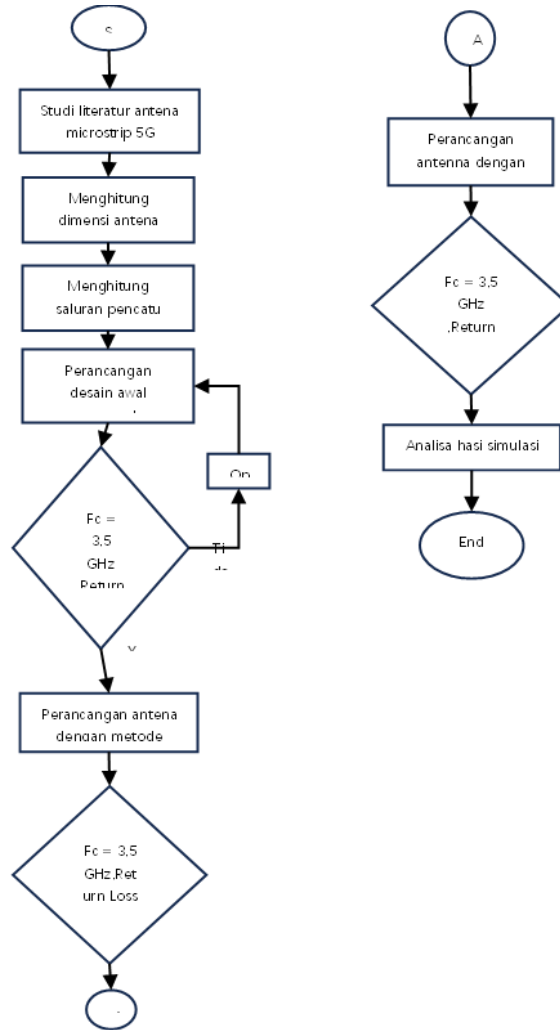 Studi literatur antena
microstrip 5G
Menghitung
dimensi antena
Menghitung
saluran pencatu
Perancangan
desain awal
Fc =
3,5
GHz
Return
Perancangan antena
dengan metode
Fc = 3,5
GHz.Ret
urn Loss
A
Perancangan
antenna dengan
Fc = 3,5
GHz
.Return
Analisa hasi simulasi
End